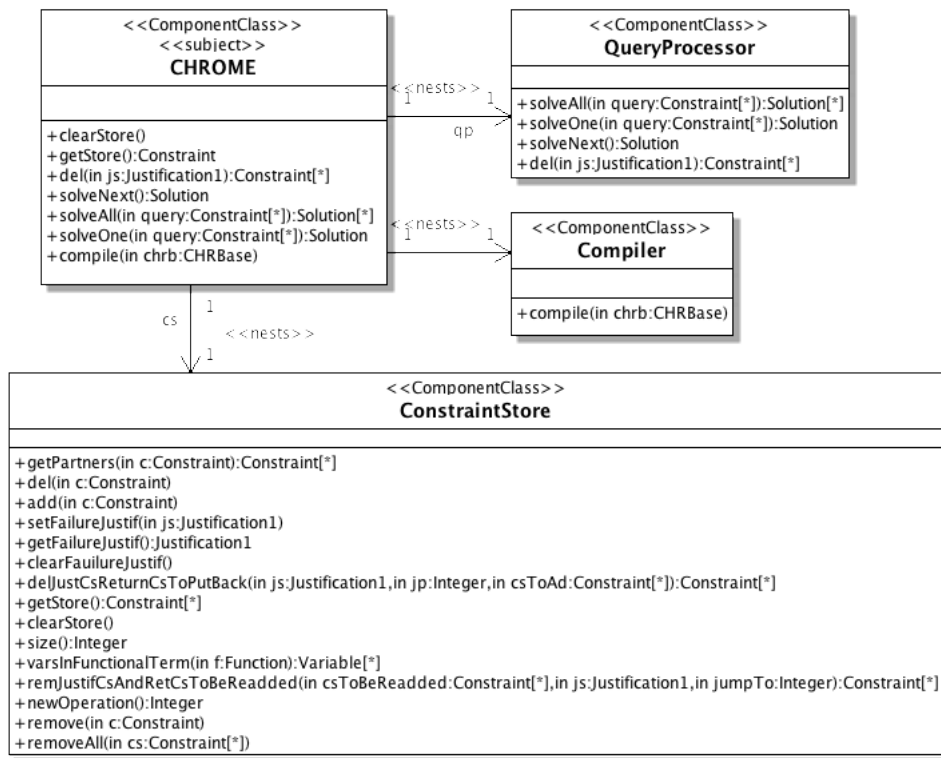 <<ComponentClass>>
<<subject>>
CHROME
+clearStore()
+getStore():Constraint
+del(in js:Justification1):Constraint[*]
+solveNext():Solution
+solveAll(in query:Constraint[*]):Solution[*]
+solveOne(in query:Constraint[*]):Solution
+compile(in chrb:CHRBase)
<<nests>>
1
1
qp
<<ComponentClass>>
QueryProcessor
+solveAll(in query:Constraint[*]):Solution[*]
+solveOne(in query:Constraint[*]):Solution
+solveNext():Solution
+del(in js:Justification1):Constraint[*]
<<nests>>
1
1
<<ComponentClass>>
Compiler
+compile(in chrb:CHRBase)
cs
1
<<nests>>
1
<<ComponentClass>>
ConstraintStore
+getPartners(in c:Constraint):Constraint[*]
+del(in c:Constraint)
+add(in c:Constraint)
+setFailureJustif(in js:Justification1)
+getFailureJustif():Justification1
+clearFauilureJustif()
+delJustCsReturnCsToPutBack(in js:Justification1,in jp:Integer,in csToAd:Constraint[*]):Constraint[*]
+getStore():Constraint[*]
+clearStore()
+size():Integer
+varsInFunctionalTerm(in f:Function):Variable[*]
+remJustifCsAndRetCsToBeReadded(in csToBeReadded:Constraint[*],in js:Justification1,in jumpTo:Integer):Constraint[*]
+newOperation():Integer
+remove(in c:Constraint)
+removeAll(in cs:Constraint[*])